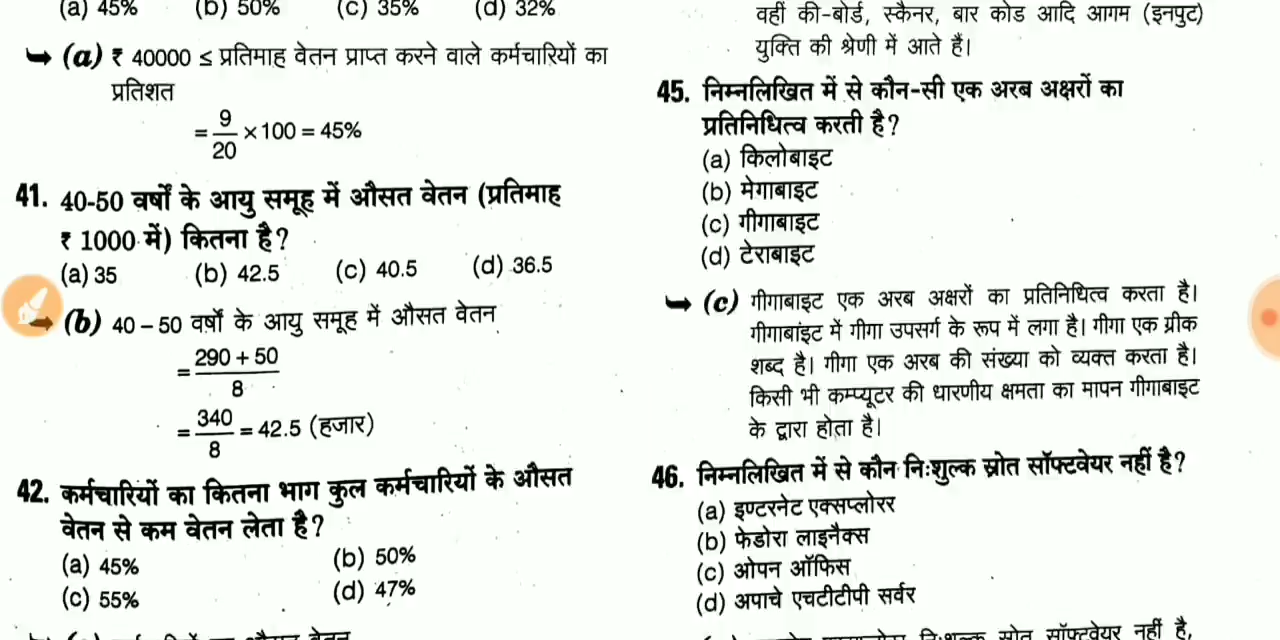 (a) 45% (b) 50% (c) 35% (d) 32%
(a) ₹ 40000 ≤ प्रतिमाह वेतन प्राप्त करने वाले कर्मचारियों का
प्रतिशत
= 9/20 × 100 = 45%
41. 40-50 वर्षों के आयु समूह में औसत वेतन (प्रतिमाह
₹ 1000 में) कितना है?
(a) 35 (b) 42.5 (c) 40.5 (d) 36.5
(b) 40 – 50 वर्षों के आयु समूह में औसत वेतन
= 290 + 50 / 8
= 340/8 = 42.5 (हजार)
42. कर्मचारियों का कितना भाग कुल कर्मचारियों के औसत
वेतन से कम वेतन लेता है?
(a) 45% (b) 50%
(c) 55% (d) 47%
वहीं की-बोर्ड, स्कैनर, बार कोड आदि आगम (इनपुट)
युक्ति की श्रेणी में आते हैं।
45. निम्नलिखित में से कौन-सी एक अरब अक्षरों का
प्रतिनिधित्व करती है?
(a) किलोबाइट
(b) मेगाबाइट
(c) गीगाबाइट
(d) टेराबाइट
(c) गीगाबाइट एक अरब अक्षरों का प्रतिनिधित्व करता है।
गीगाबांइट में गीगा उपसर्ग के रूप में लगा है। गीगा एक ग्रीक
शब्द है। गीगा एक अरब की संख्या को व्यक्त करता है।
किसी भी कम्प्यूटर की धारणीय क्षमता का मापन गीगाबाइट
के द्वारा होता है।
46. निम्नलिखित में से कौन निःशुल्क स्रोत सॉफ्टवेयर नहीं है?
(a) इण्टरनेट एक्सप्लोरर
(b) फेडोरा लाइनैक्स
(c) ओपन ऑफिस
(d) अपाचे एचटीटीपी सर्वर